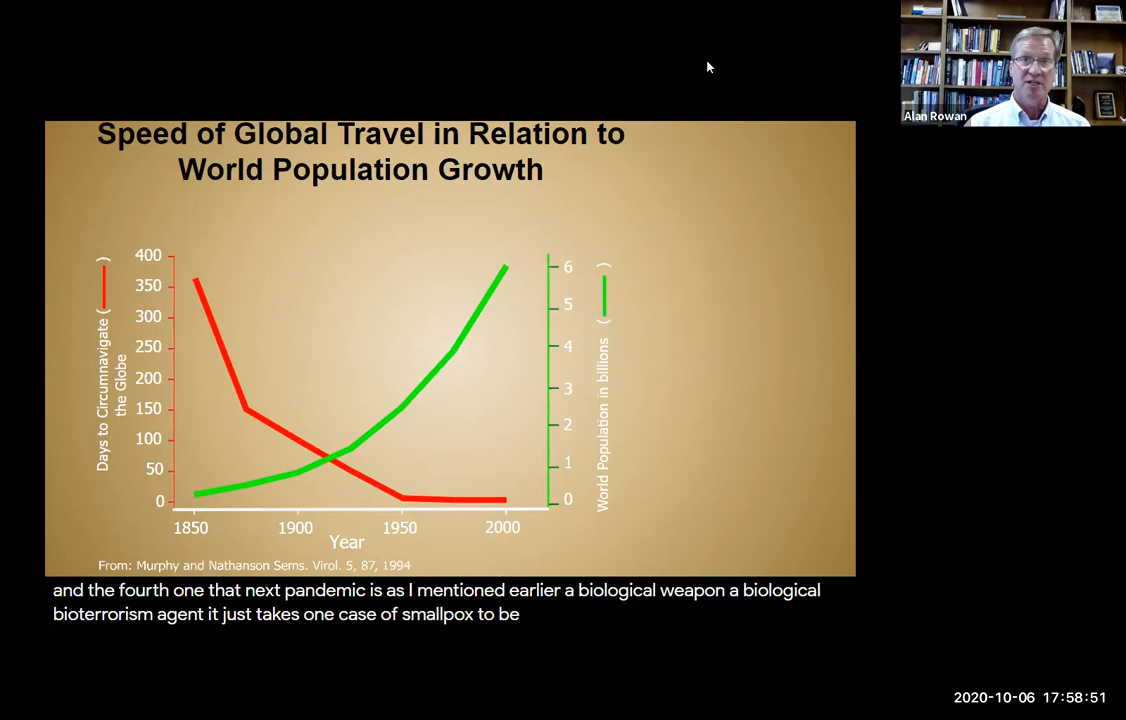 Alan Rowan
Speed of Global Travel in Relation to
World Population Growth
Days to Circumnavigate ( )
the Globe
400
350
300
250
200
150
100
50
0
6
5
4
3
2
1
0
World Population in billions ( )
1850 1900 1950 2000
Year
From: Murphy and Nathanson Sems. Virol. 5, 87, 1994
and the fourth one that next pandemic is as I mentioned earlier a biological weapon a biological
bioterrorism agent it just takes one case of smallpox to be
2020-10-06 17:58:51